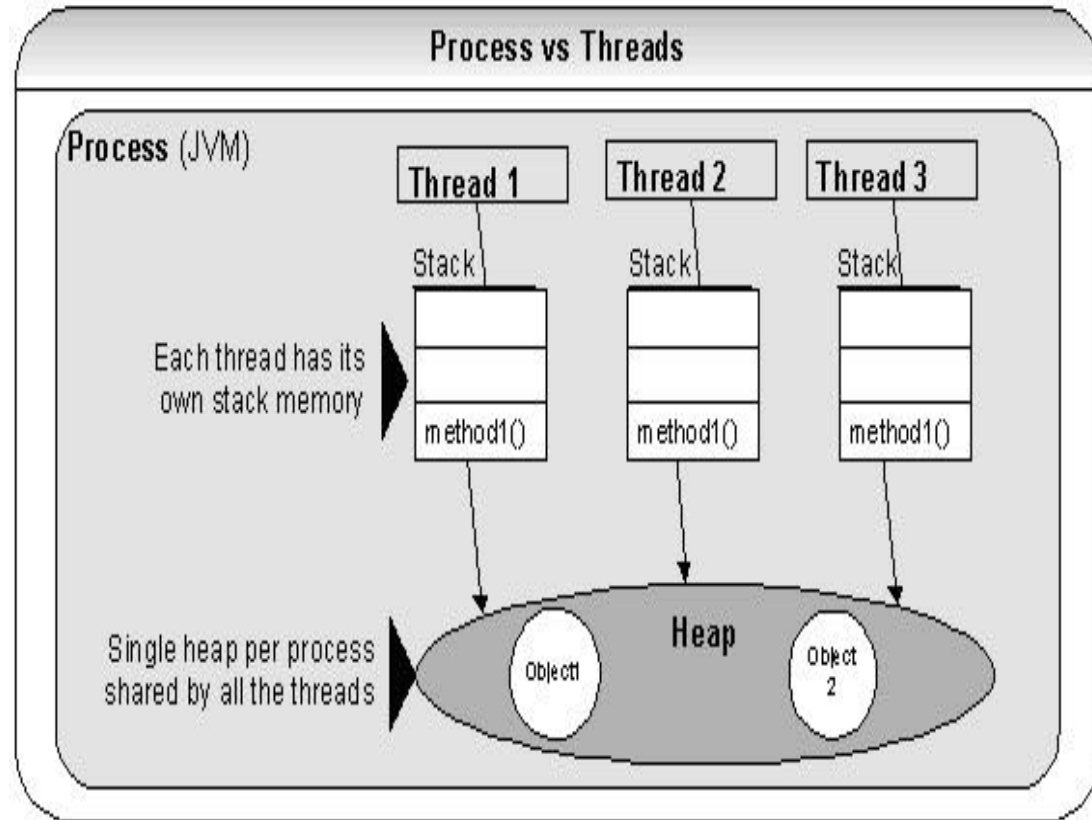 Process vs Threads
Process (JVM)
Thread 1
Thread 2
Thread 3
Stack
Stack
Stack
Each thread has its
own stack memory
method1()
method1()
method1()
Single heap per process
shared by all the threads
Heap
Object1
Object
2